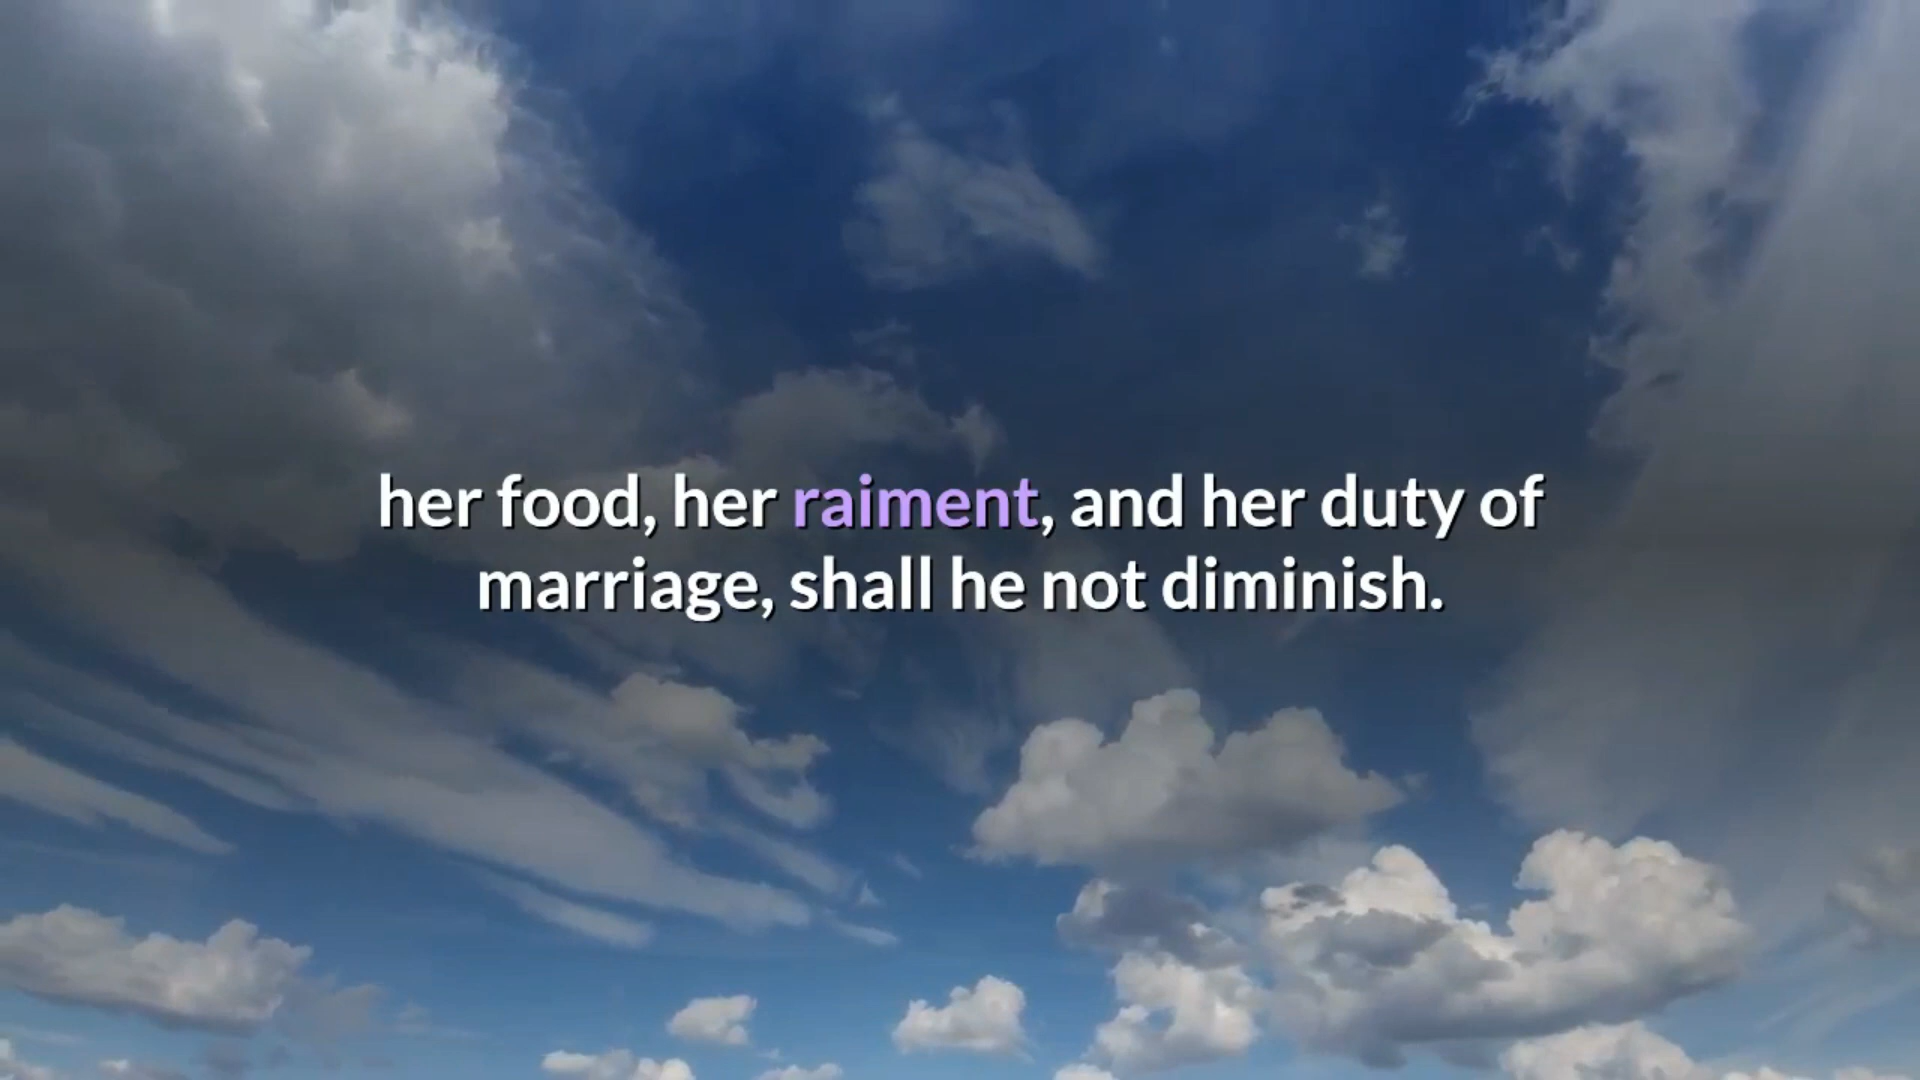 her food, her raiment, and her duty of
marriage, shall he not diminish.